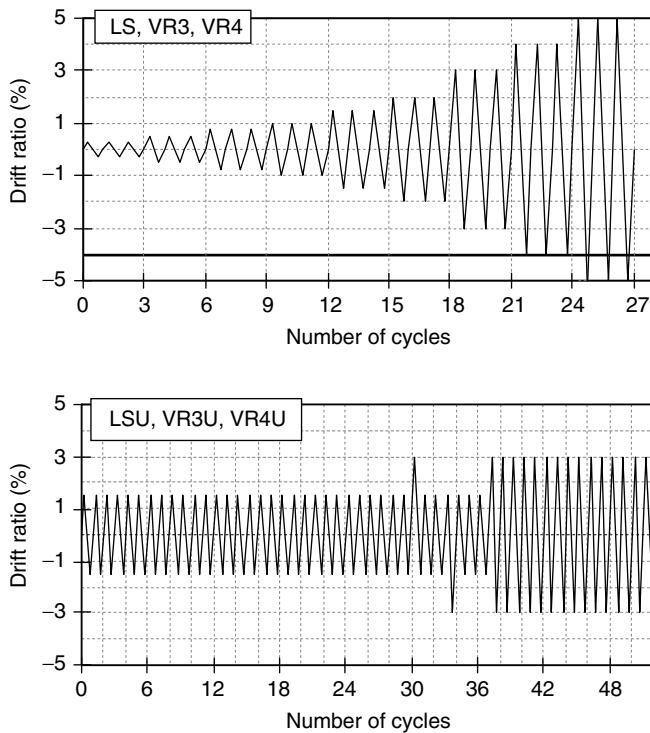 5
LS, VR3, VR4
3
1
−1
−3
−5
Drift ratio (%)
0 3 6 9 12 15 18 21 24 27
Number of cycles
5
LSU, VR3U, VR4U
3
1
−1
−3
−5
Drift ratio (%)
0 6 12 18 24 30 36 42 48
Number of cycles